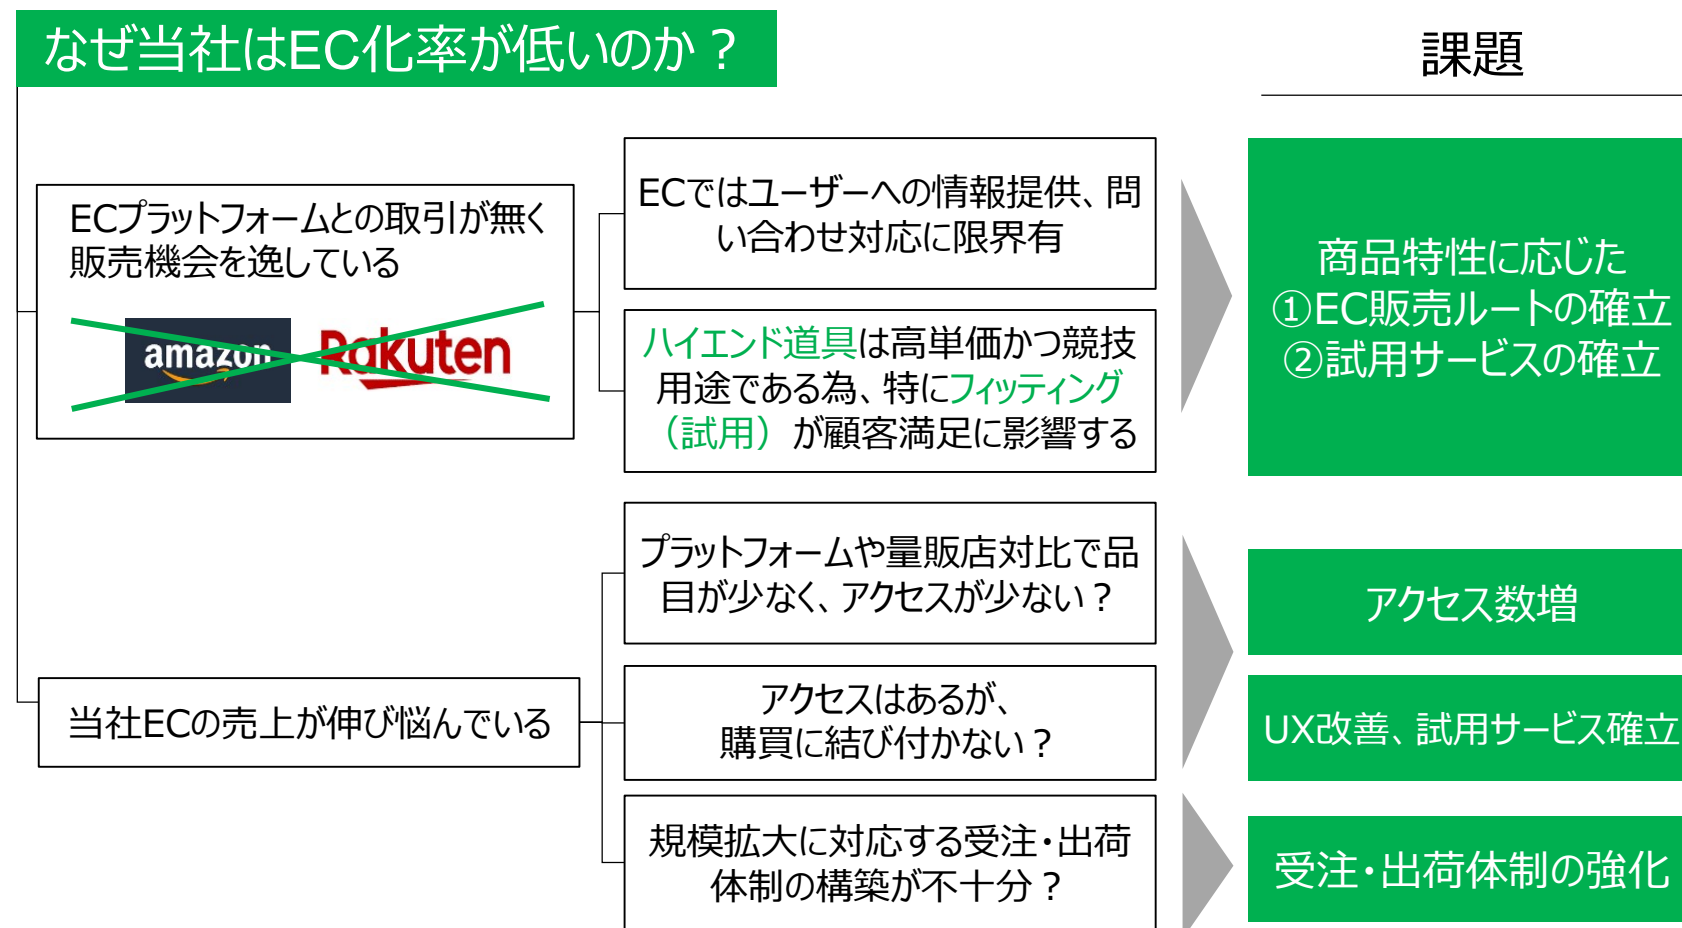 なぜ当社はEC化率が低いのか？
課題
ECプラットフォームとの取引が無く
販売機会を逸している
amazon
Rakuten
ECではユーザーへの情報提供、問
い合わせ対応に限界有
ハイエンド道具は高単価かつ競技
用途である為、特にフィッティング
（試用）が顧客満足に影響する
商品特性に応じた
①EC販売ルートの確立
②試用サービスの確立
当社ECの売上が伸び悩んでいる
プラットフォームや量販店対比で品
目が少なく、アクセスが少ない？
アクセスはあるが、
購買に結び付かない？
規模拡大に対応する受注・出荷
体制の構築が不十分？
アクセス数増
UX改善、試用サービス確立
受注・出荷体制の強化